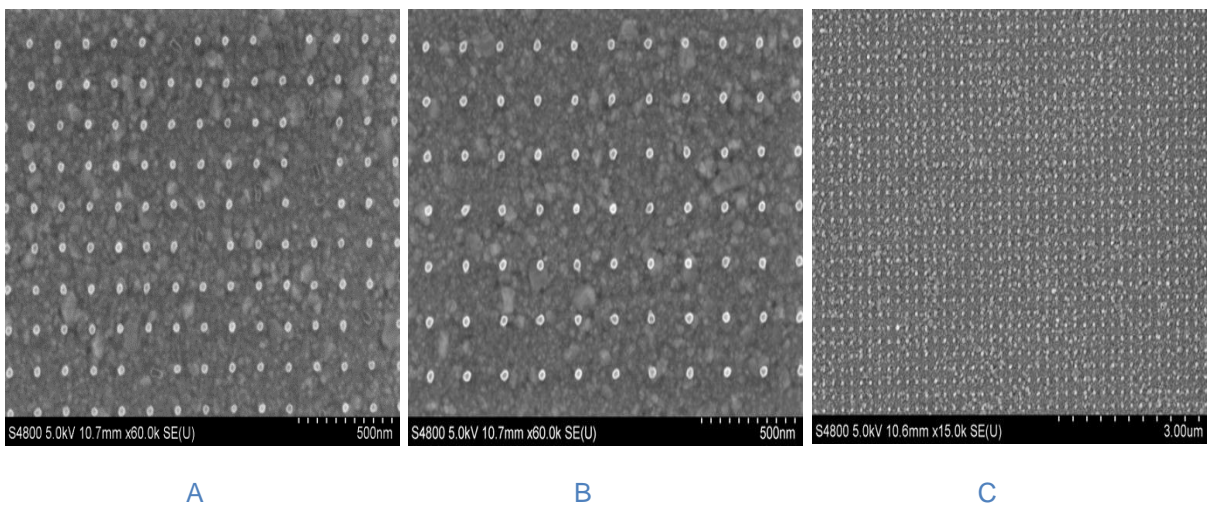 S4800 5.0kV 10.7mm x60.0k SE(U) 500nm
S4800 5.0kV 10.7mm x60.0k SE(U) 500nm
S4800 5.0kV 10.6mm x15.0k SE(U) 3.00um
A B C